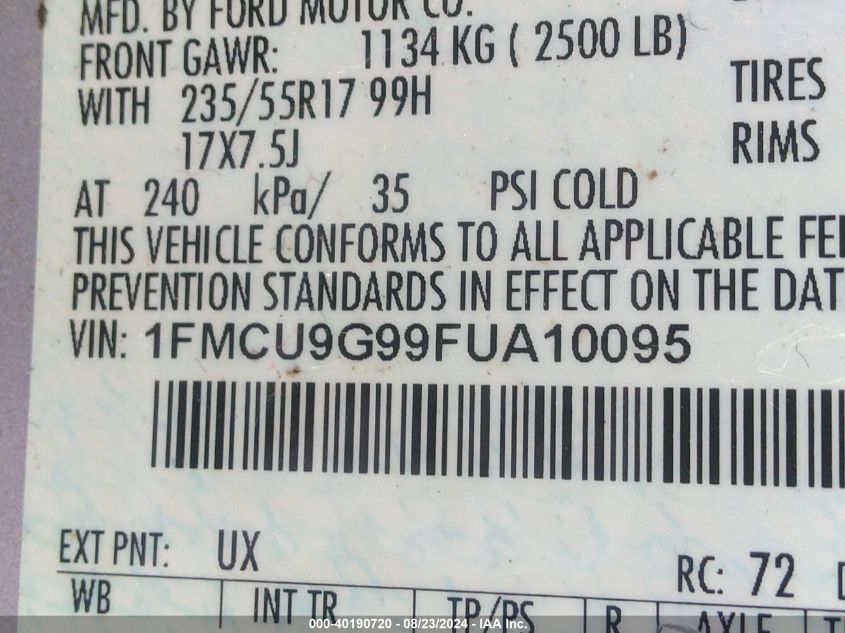 MFD. BY FORD MOTOR CO.
FRONT GAWR: 1134 KG ( 2500 LB)
WITH 235/55R17 99H TIRES
17X7.5J RIMS
AT 240 kPa/ 35 PSI COLD
THIS VEHICLE CONFORMS TO ALL APPLICABLE FE
PREVENTION STANDARDS IN EFFECT ON THE DAT
VIN: 1FMCU9G99FUA10095
EXT PNT: UX RC: 72
WB INT TR TP/PS R AXLE
000-40190720 - 08/23/2024 - IAA Inc.